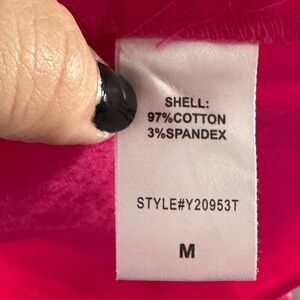 SHELL:
97%COTTON
3%SPANDEX
STYLE#Y20953T
M